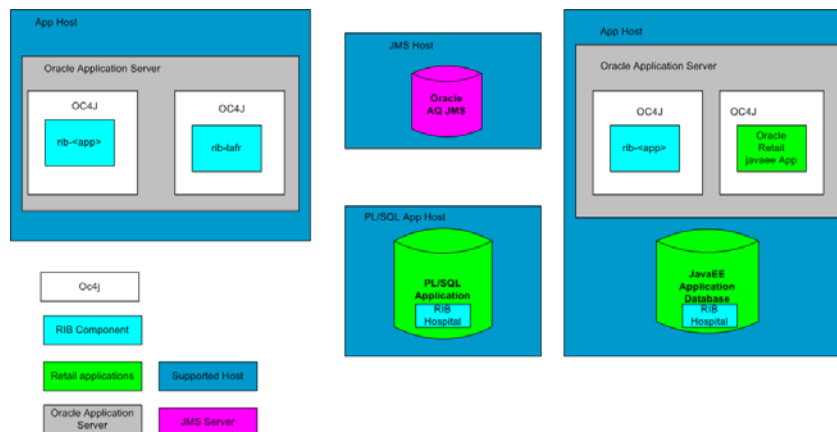 App Host
Oracle Application Server
OC4J
rib-<app>
OC4J
rib-tafr
JMS Host
Oracle
AQ JMS
PL/SQL App Host
PL/SQL
Application
RIB
Hospital
App Host
Oracle Application Server
OC4J
rib-<app>
OC4J
Oracle
Retail
javaee App
JavaEE
Application
Database
RIB
Hospital
Oc4j
RIB Component
Retail applications
Supported Host
Oracle Application
Server
JMS Server